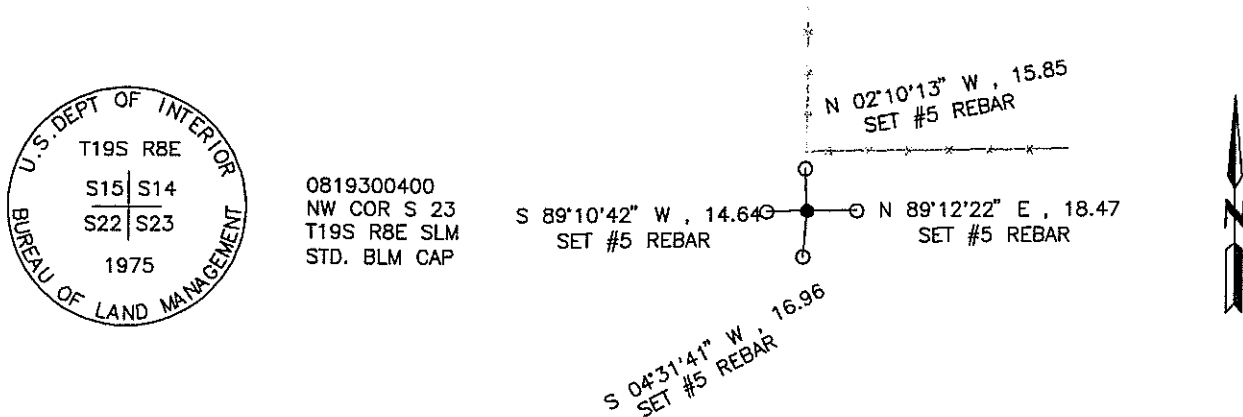 U.S. DEPT OF INTERIOR
T19S R8E
S15 S14
S22 S23
1975
BUREAU OF LAND MANAGEMENT
0819300400
NW COR S 23
T19S R8E SLM
STD. BLM CAP
N 02°10'13" W , 15.85
SET #5 REBAR
S 89°10'42" W , 14.64
SET #5 REBAR
N 89°12'22" E , 18.47
SET #5 REBAR
S 04°31'41" W , 16.96
SET #5 REBAR
N